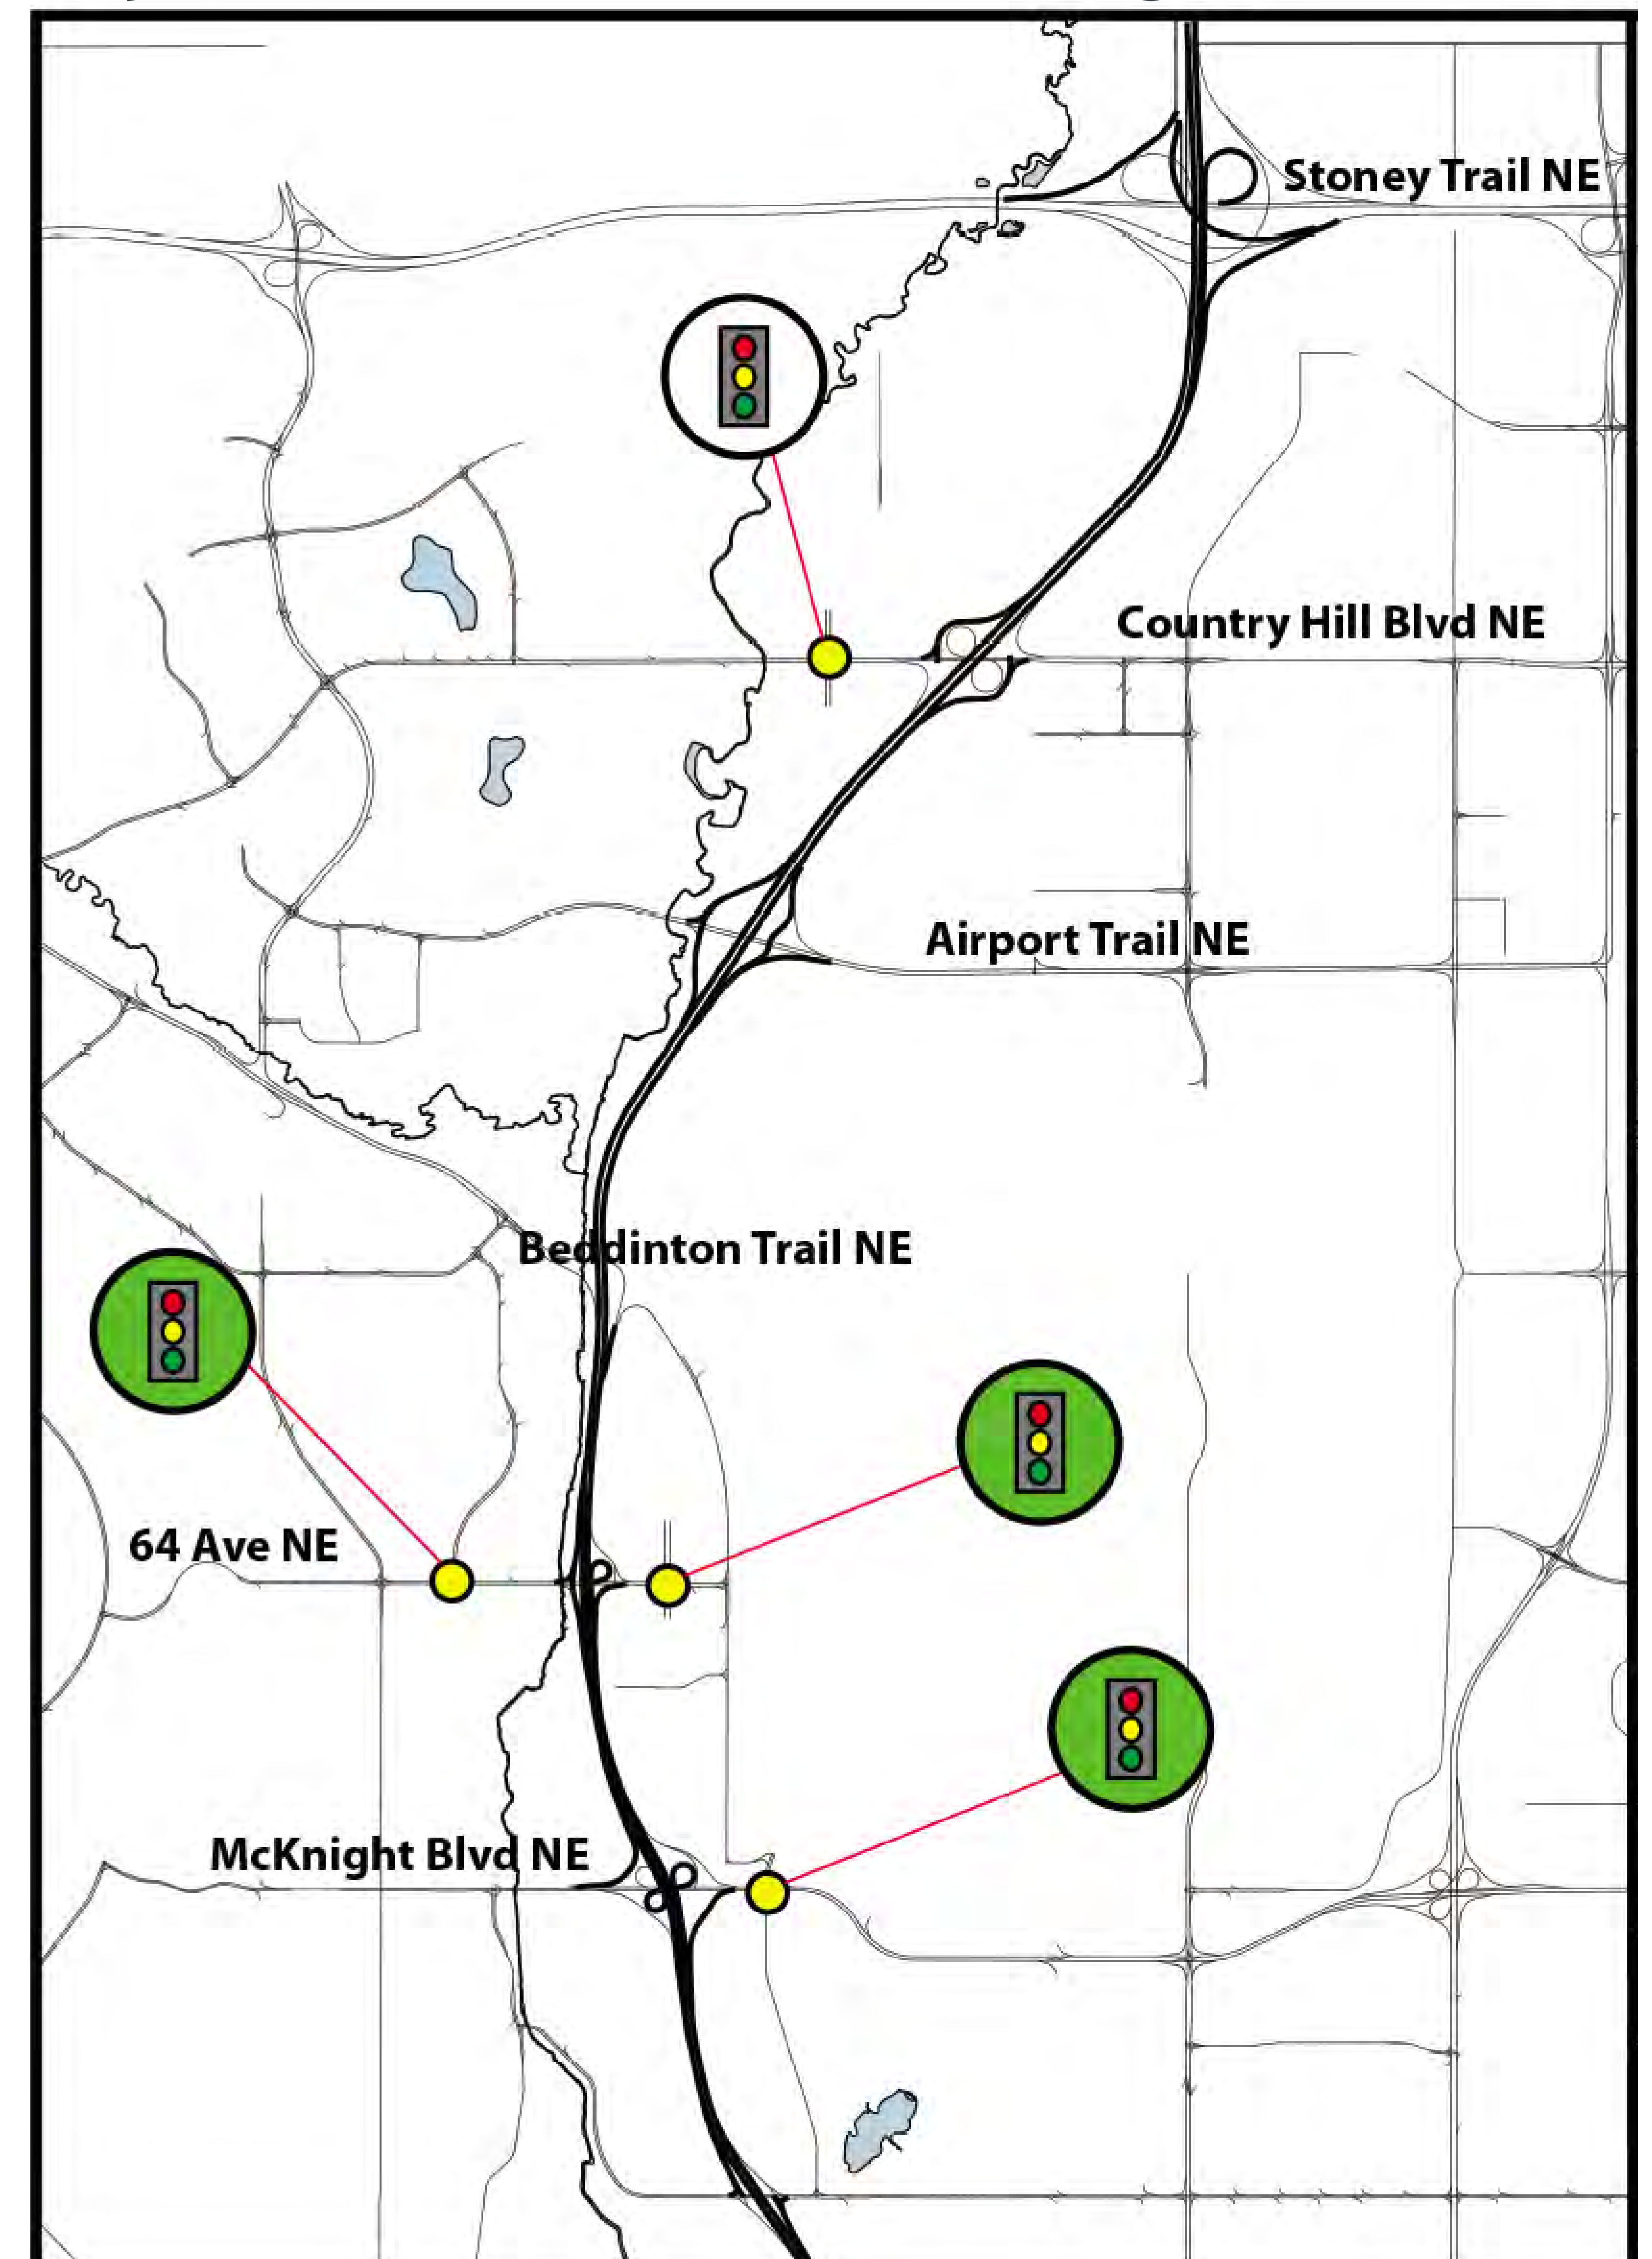 Stoney Trail NE
Country Hill Blvd NE
Airport Trail NE
Beddinton Trail NE
64 Ave NE
McKnight Blvd NE